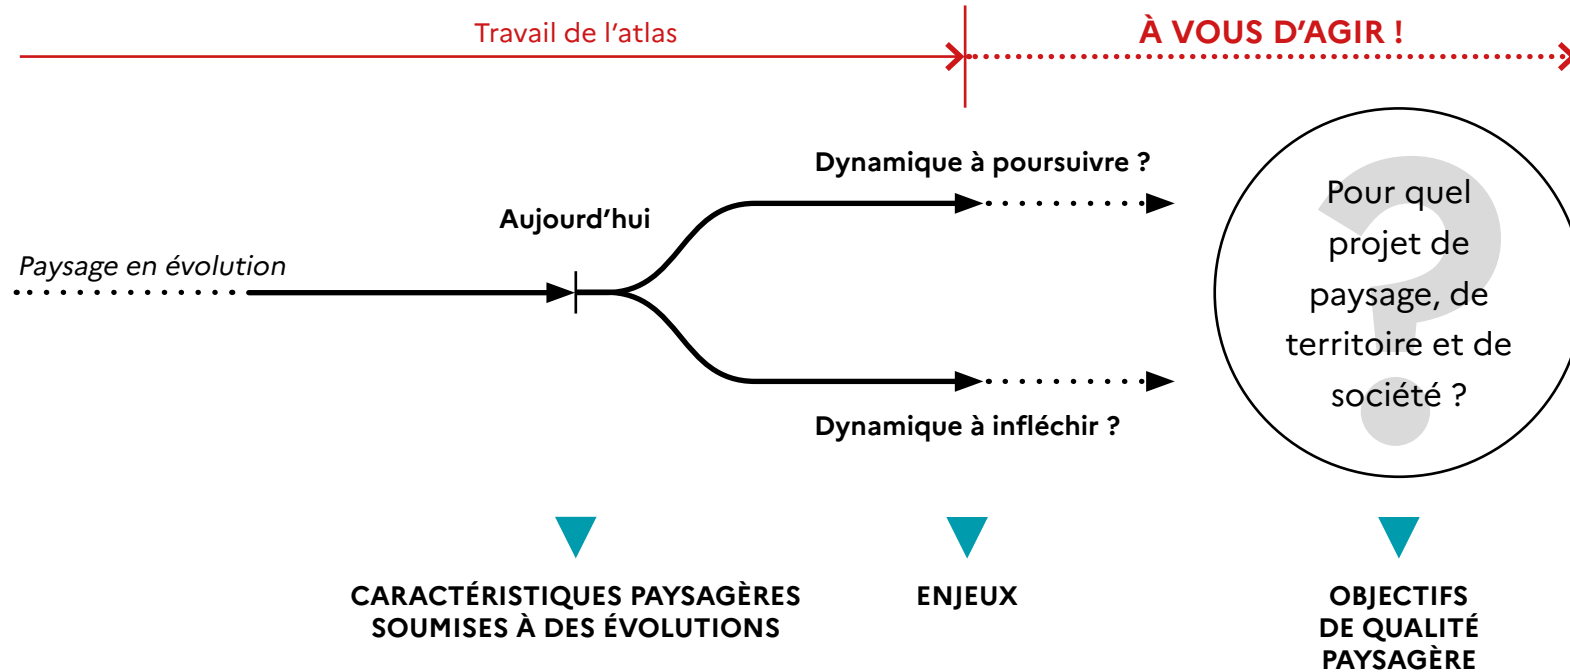 Travail de l’atlas
À VOUS D’AGIR !
Dynamique à poursuivre ?
Aujourd’hui
Paysage en évolution
Dynamique à infléchir ?
Pour quel
projet de
paysage, de
territoire et de
société ?
?
CARACTÉRISTIQUES PAYSAGÈRES
SOUMISES À DES ÉVOLUTIONS
ENJEUX
OBJECTIFS
DE QUALITÉ
PAYSAGÈRE